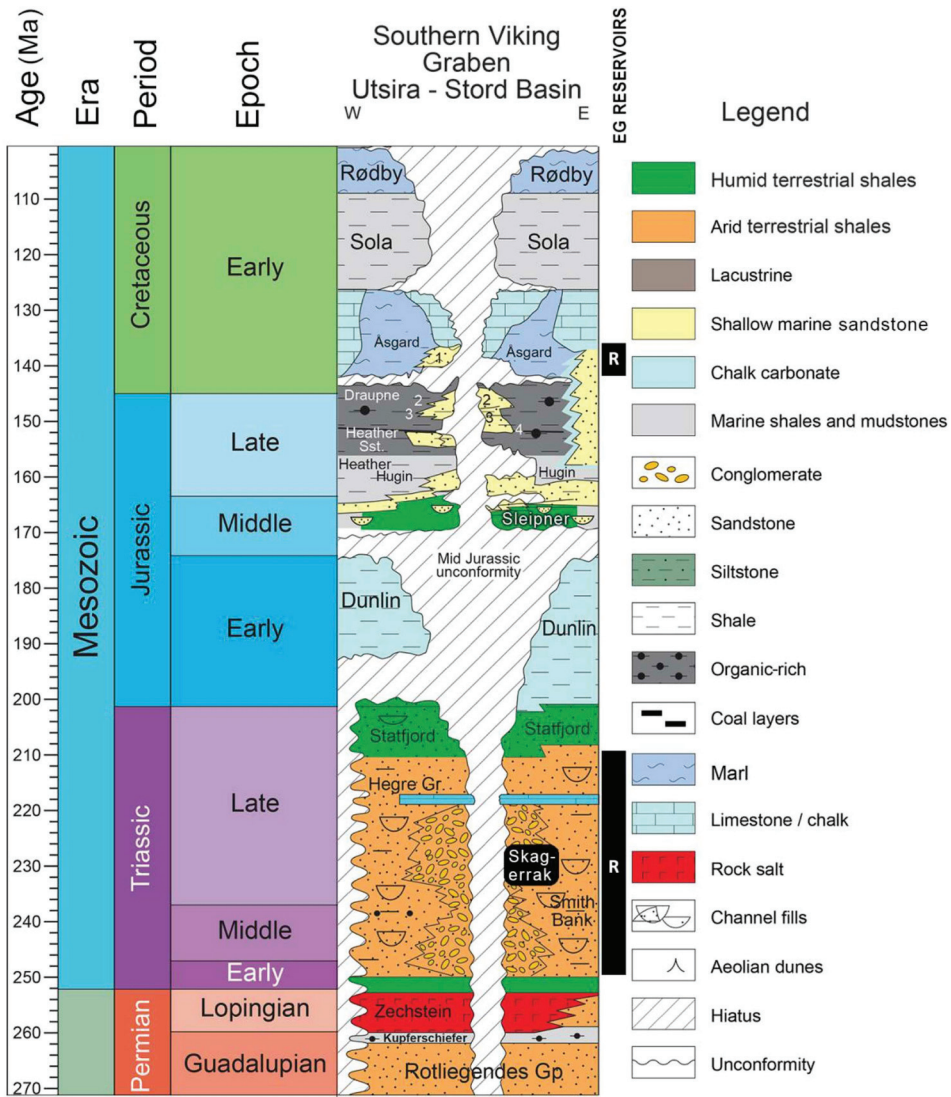 Age (Ma)
Era
Period
Epoch
Southern Viking
Graben
Utsira - Stord Basin
W
E
EG RESERVOIRS
Legend
110
120
130
140
150
160
170
180
190
200
210
220
230
240
250
260
270
Mesozoic
Cretaceous
Jurassic
Triassic
Permian
Early
Late
Middle
Early
Late
Middle
Early
Lopingian
Guadalupian
Rødby
Rødby
Sola
Sola
Åsgard
1
Åsgard
Draupne
2
3
2
3
4
Heather
Sst.
Heather
Hugin
Hugin
Sleipner
Mid Jurassic
unconformity
Dunlin
Dunlin
Statfjord
Statfjord
Hegre Gr
Skag-
errak
Smith
Bank
Zechstein
Kupferschiefer
Rotliegendes Gp
R
R
Humid terrestrial shales
Arid terrestrial shales
Lacustrine
Shallow marine sandstone
Chalk carbonate
Marine shales and mudstones
Conglomerate
Sandstone
Siltstone
Shale
Organic-rich
Coal layers
Marl
Limestone / chalk
Rock salt
Channel fills
Aeolian dunes
Hiatus
Unconformity